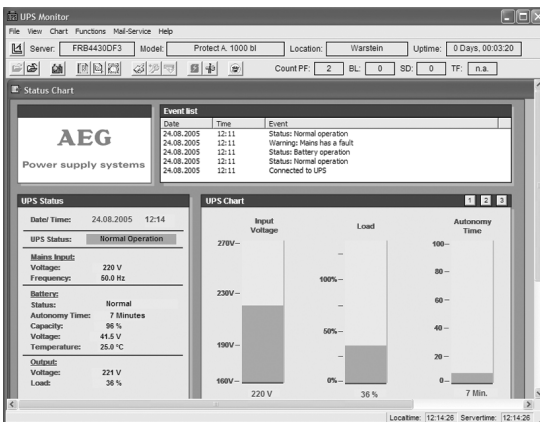 UPS Monitor
File View Chart Functions Mail-Service Help
Server: FRB4430DF3 Model: Protect A. 1000 bl Location: Warstein Uptime: 0 Days, 00:03:20
Count PF: 2 BL: 0 SD: 0 TF: n.a.
Status Chart
AEG
Power supply systems
Event list
Date Time Event
24.08.2005 12:11 Status: Normal operation
24.08.2005 12:11 Warning: Mains has a fault
24.08.2005 12:11 Status: Battery operation
24.08.2005 12:11 Status: Normal operation
24.08.2005 12:11 Connected to UPS
UPS Status
Date/ Time: 24.08.2005 12:14
UPS Status: Normal Operation
Mains Input:
Voltage: 220 V
Frequency: 50.0 Hz
Battery:
Status: Normal
Autonomy Time: 7 Minutes
Capacity: 96 %
Voltage: 41.5 V
Temperature: 25.0 °C
Output:
Voltage: 221 V
Load: 36 %
UPS Chart 1 2 3
Input Voltage
270V
230V
190V
160V
220 V
Load
100%
50%
0%
36 %
Autonomy Time
100
80
60
40
20
0
7 Min.
Localtime: 12:14:26 Servertime: 12:14:26